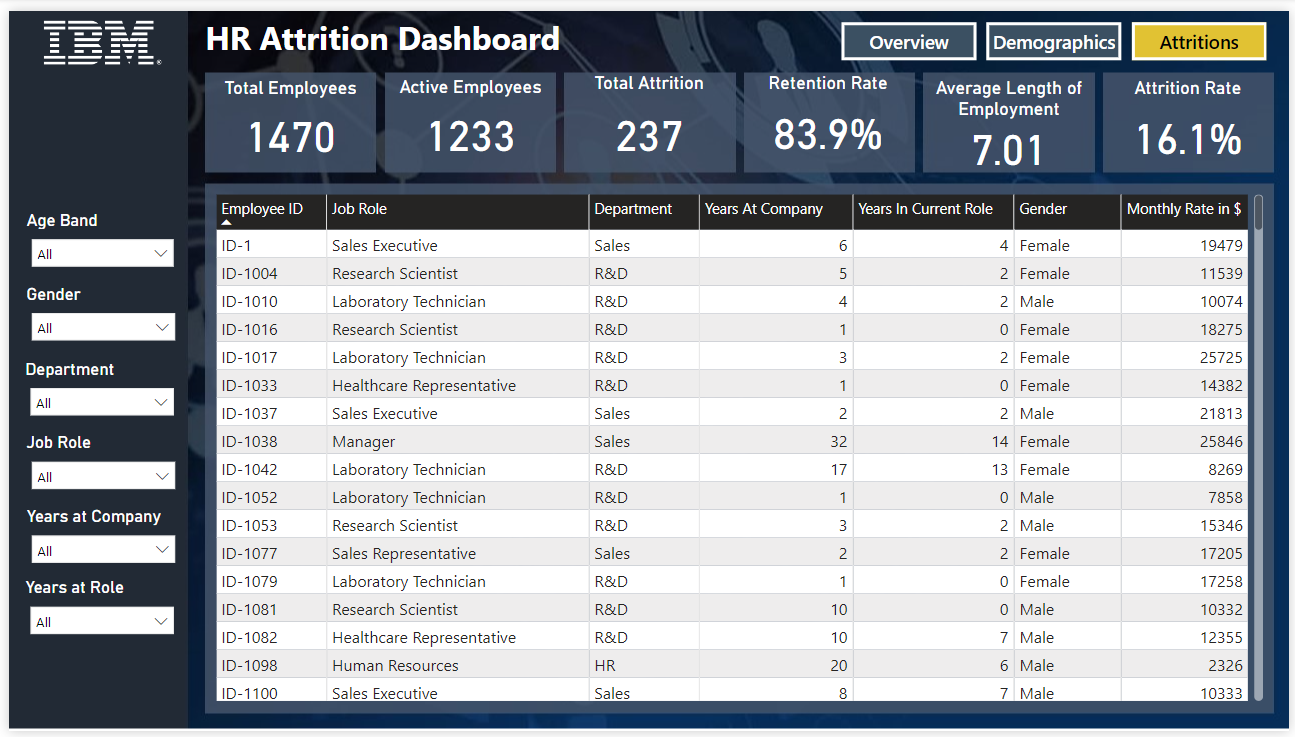 IBM
HR Attrition Dashboard
Overview
Demographics
Attritions
Total Employees
1470
Active Employees
1233
Total Attrition
237
Retention Rate
83.9%
Average Length of
Employment
7.01
Attrition Rate
16.1%
Age Band
All
Gender
All
Department
All
Job Role
All
Years at Company
All
Years at Role
All
Employee ID Job Role Department Years At Company Years In Current Role Gender Monthly Rate in $
ID-1 Sales Executive Sales 6 4 Female 19479
ID-1004 Research Scientist R&D 5 2 Female 11539
ID-1010 Laboratory Technician R&D 4 2 Male 10074
ID-1016 Research Scientist R&D 1 0 Female 18275
ID-1017 Laboratory Technician R&D 3 2 Female 25725
ID-1033 Healthcare Representative R&D 1 0 Female 14382
ID-1037 Sales Executive Sales 2 2 Male 21813
ID-1038 Manager Sales 32 14 Female 25846
ID-1042 Laboratory Technician R&D 17 13 Female 8269
ID-1052 Laboratory Technician R&D 1 0 Male 7858
ID-1053 Research Scientist R&D 3 2 Male 15346
ID-1077 Sales Representative Sales 2 2 Female 17205
ID-1079 Laboratory Technician R&D 1 0 Female 17258
ID-1081 Research Scientist R&D 10 0 Male 10332
ID-1082 Healthcare Representative R&D 10 7 Male 12355
ID-1098 Human Resources HR 20 6 Male 2326
ID-1100 Sales Executive Sales 8 7 Male 10333